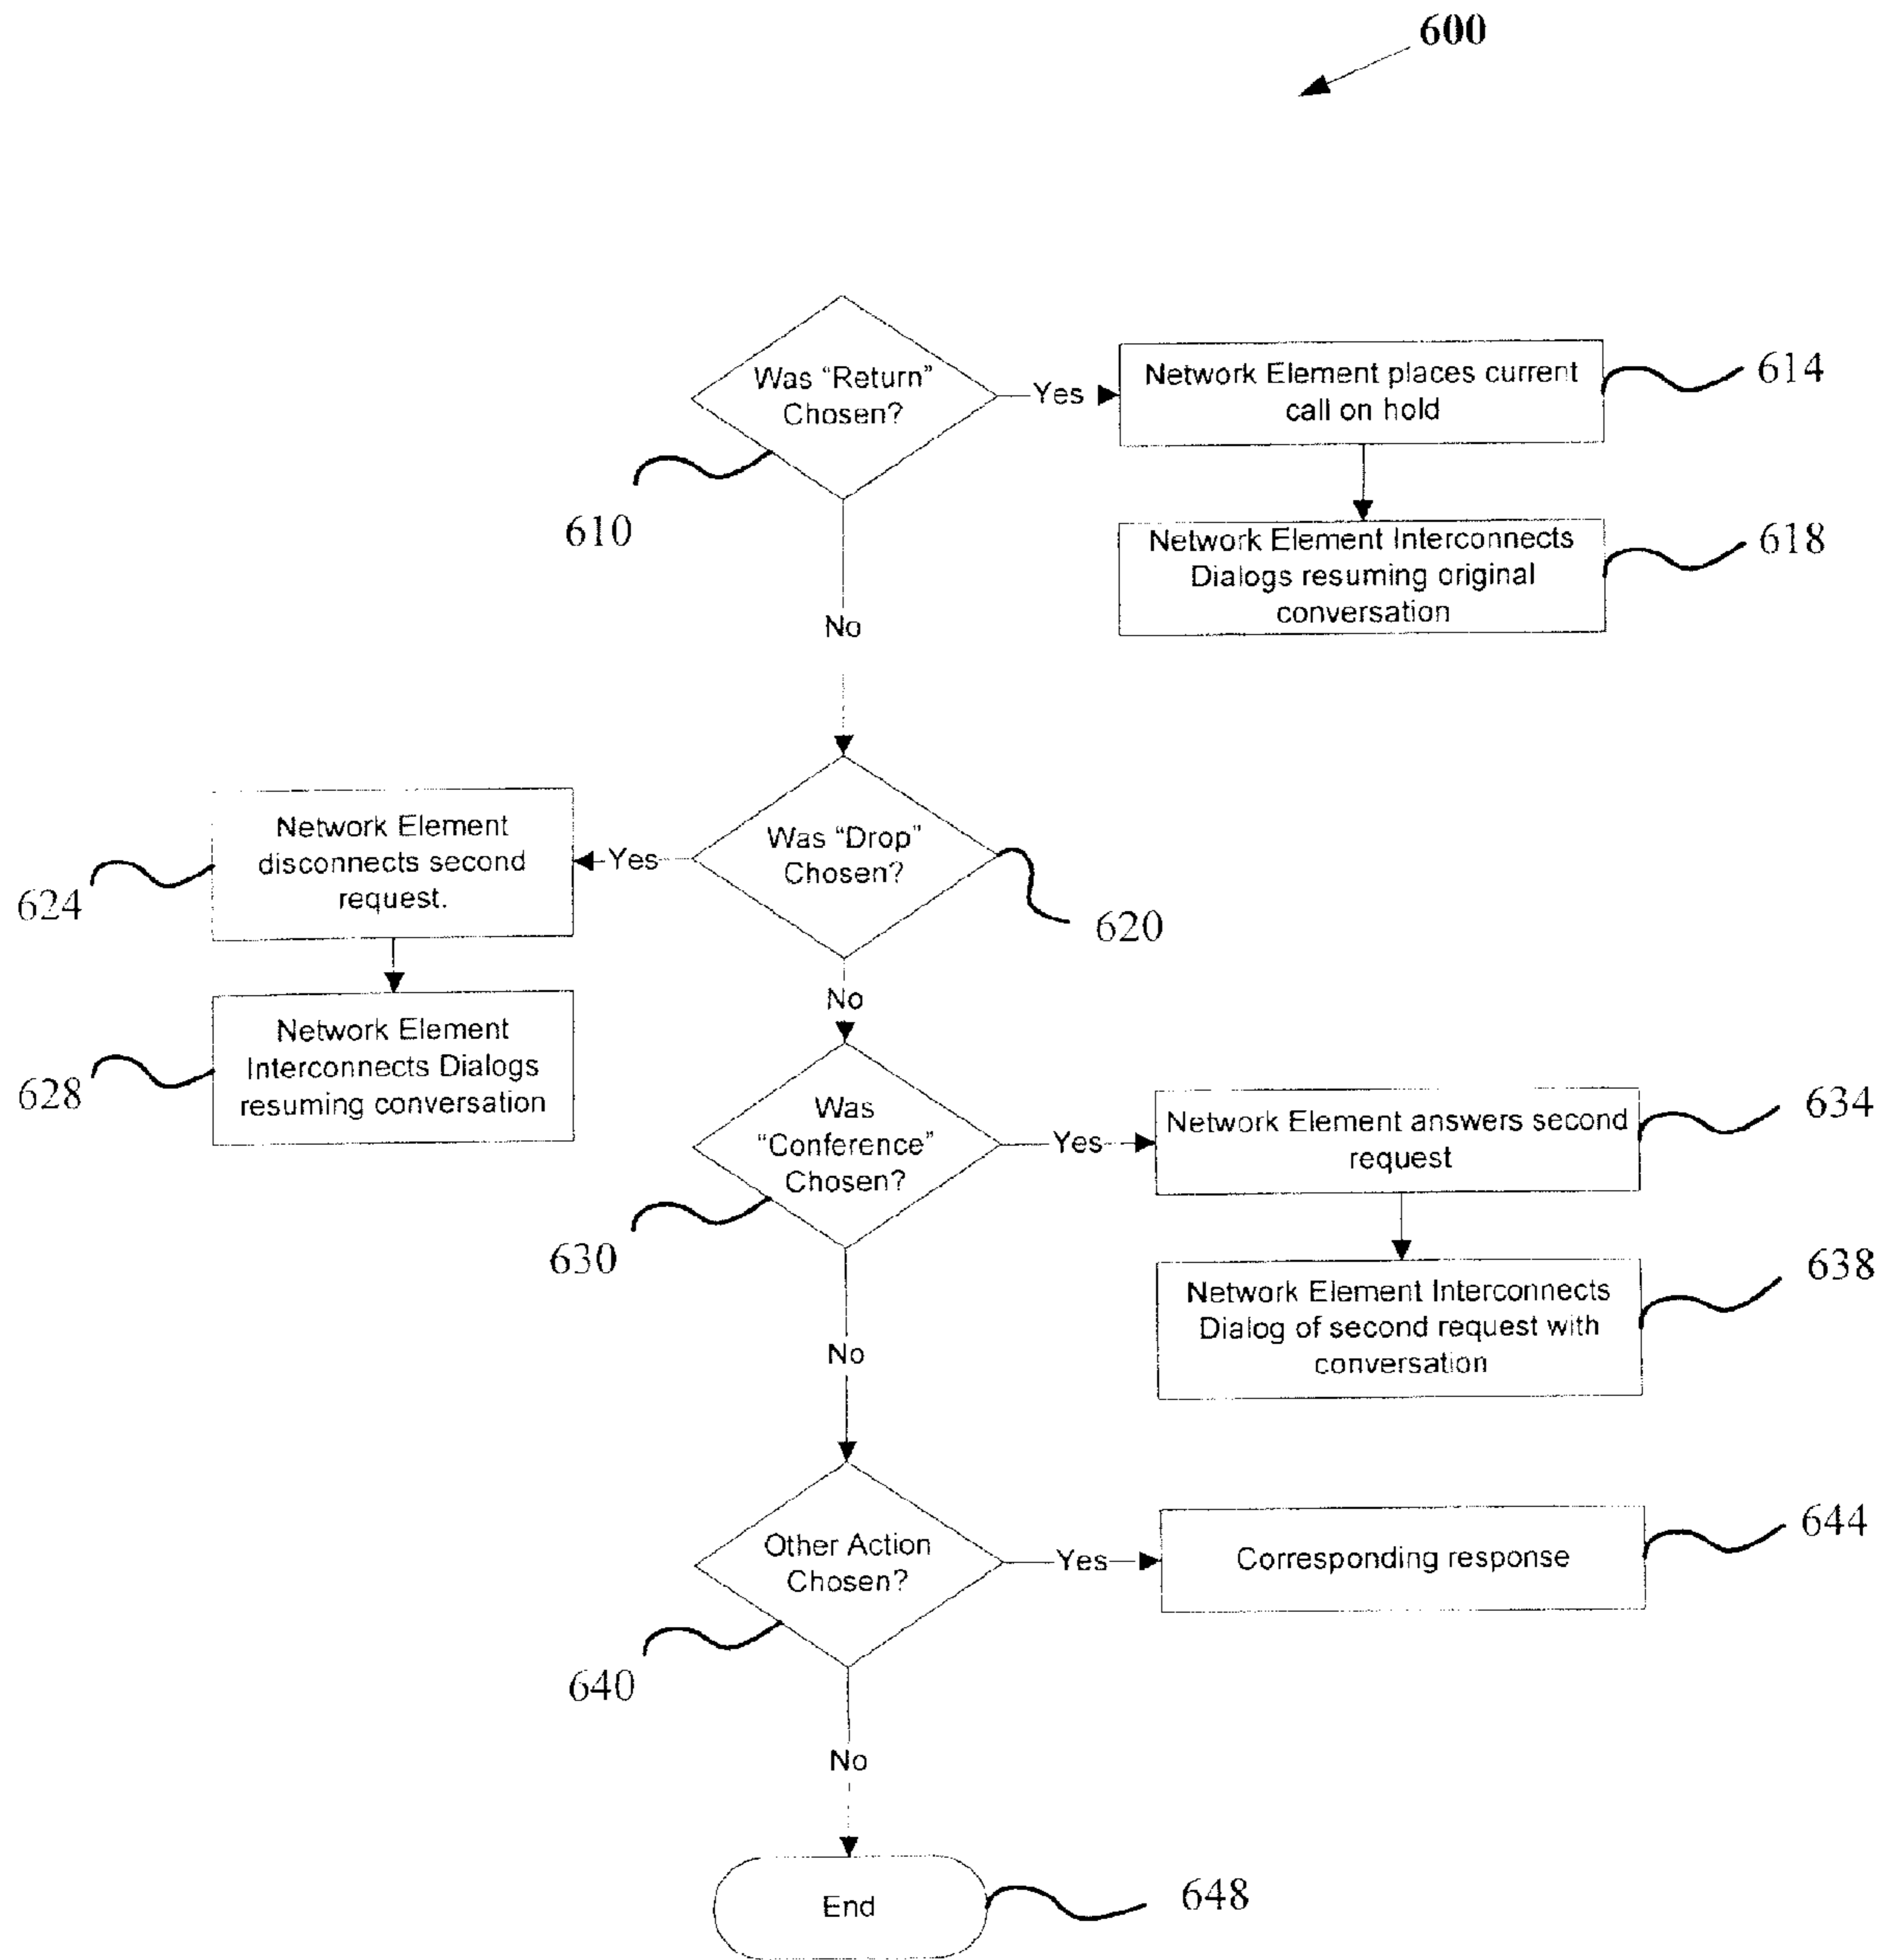 600
Was “Return”
Chosen?
Yes
Network Element places current
call on hold
614
610
Network Element Interconnects
Dialogs resuming original
conversation
618
No
Network Element
disconnects second
request.
624
Yes
Was “Drop”
Chosen?
620
No
Network Element
Interconnects Dialogs
resuming conversation
628
Was
“Conference”
Chosen?
Yes
Network Element answers second
request
634
630
Network Element Interconnects
Dialog of second request with
conversation
638
No
Other Action
Chosen?
Yes
Corresponding response
644
640
No
End
648